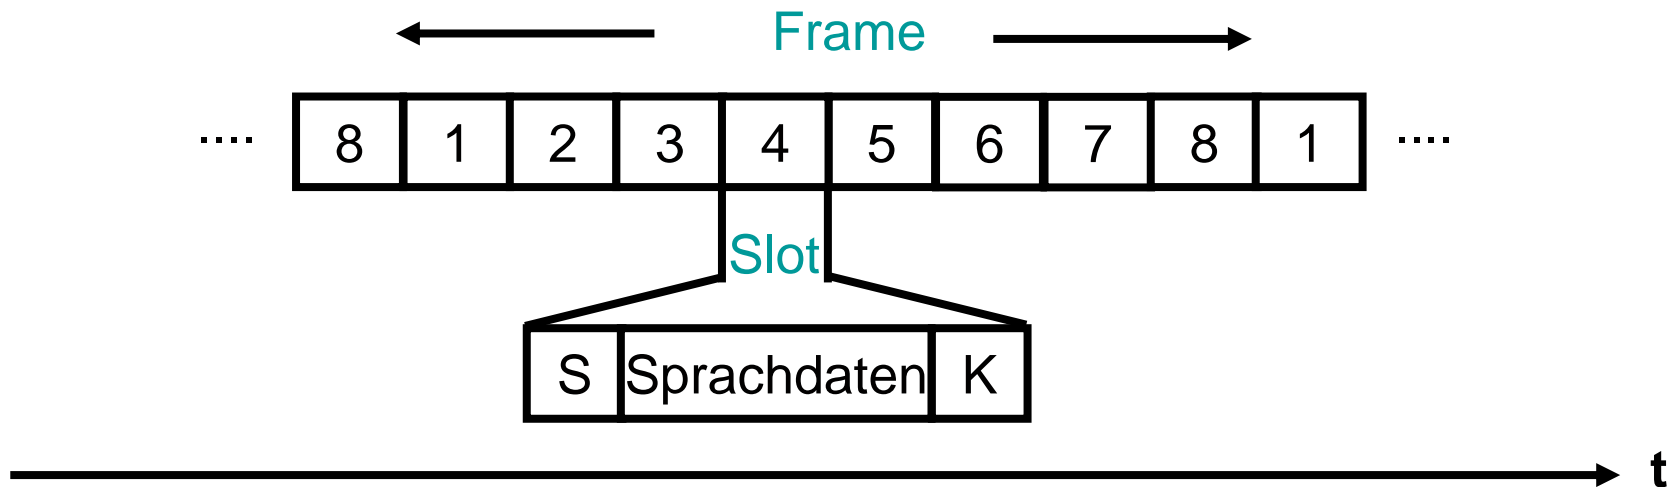 Frame
.... 8 1 2 3 4 5 6 7 8 1 ....
Slot
S Sprachdaten K
t